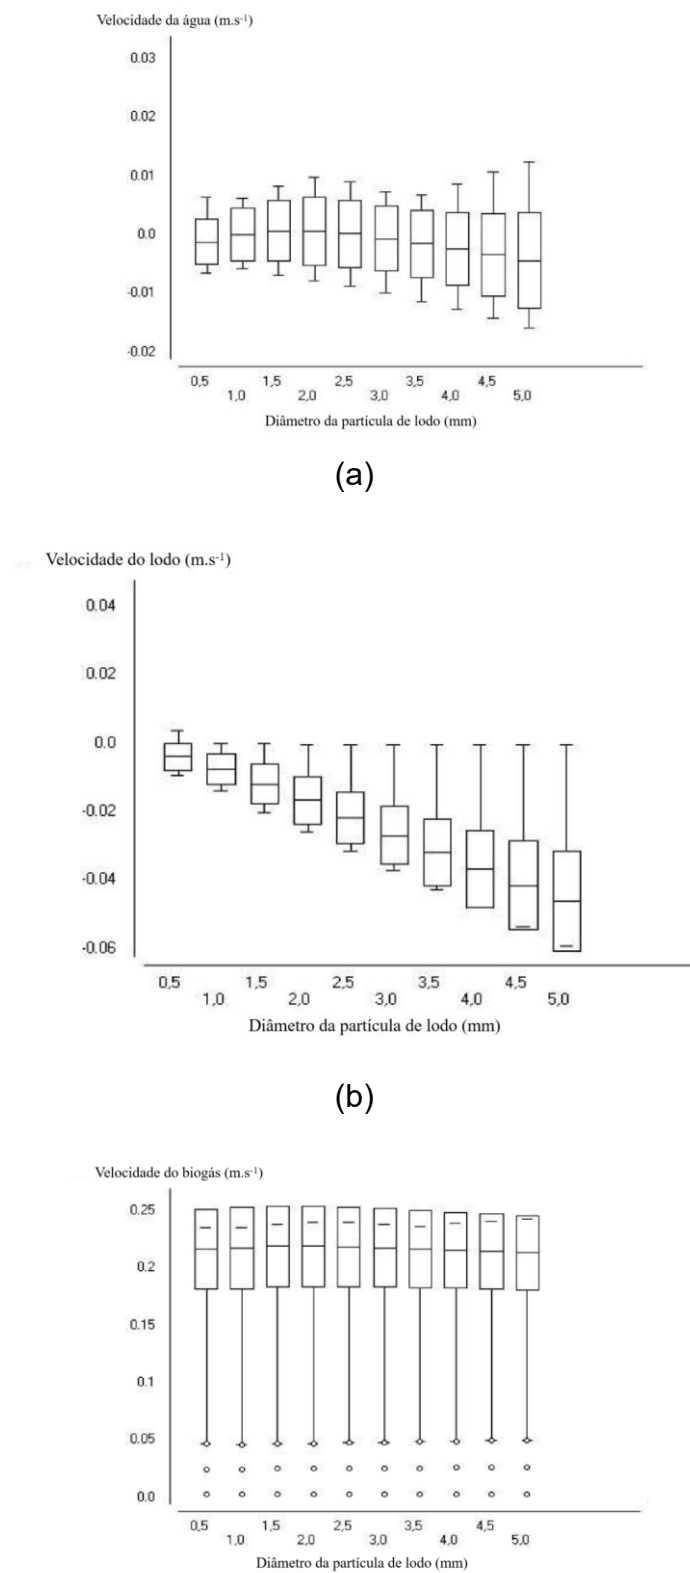 Velocidade da água (m.s⁻¹)
0.03
0.02
0.01
0.0
-0.01
-0.02
0,5 1,0 1,5 2,0 2,5 3,0 3,5 4,0 4,5 5,0
Diâmetro da partícula de lodo (mm)
(a)
Velocidade do lodo (m.s⁻¹)
0.04
0.02
0.0
-0.02
-0.04
-0.06
0,5 1,0 1,5 2,0 2,5 3,0 3,5 4,0 4,5 5,0
Diâmetro da partícula de lodo (mm)
(b)
Velocidade do biogás (m.s⁻¹)
0.25
0.2
0.15
0.1
0.05
0.0
0,5 1,0 1,5 2,0 2,5 3,0 3,5 4,0 4,5 5,0
Diâmetro da partícula de lodo (mm)